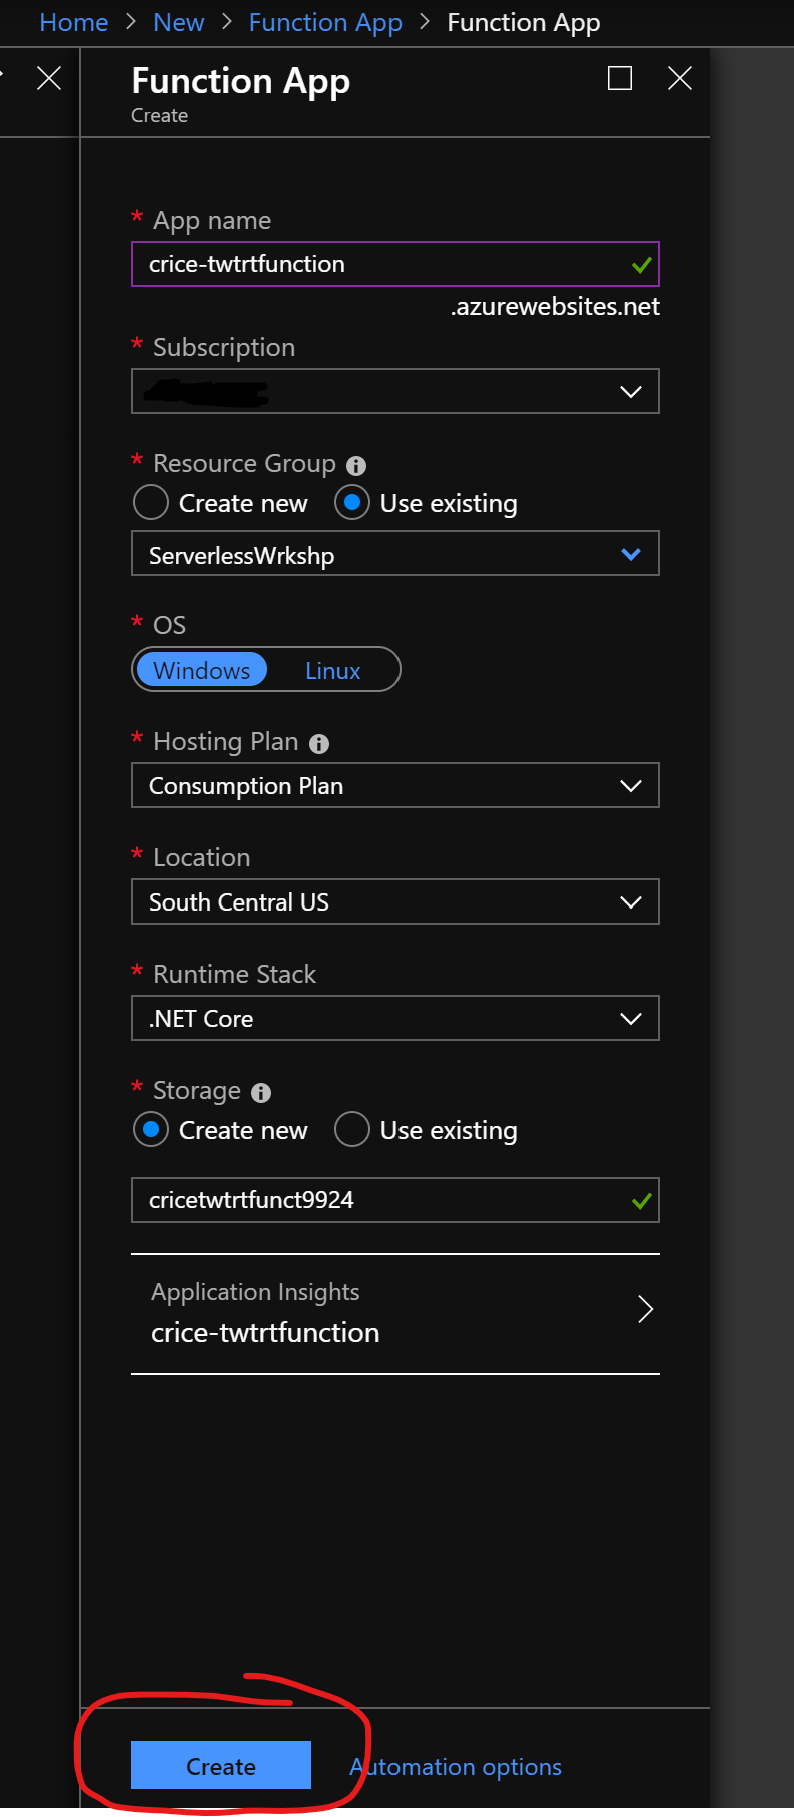 Home > New > Function App > Function App
Function App
Create
* App name
crice-twtrtfunction
.azurewebsites.net
* Subscription
* Resource Group
Create new Use existing
ServerlessWrkshp
* OS
Windows Linux
* Hosting Plan
Consumption Plan
* Location
South Central US
* Runtime Stack
.NET Core
* Storage
Create new Use existing
cricetwtrtfunct9924
Application Insights
crice-twtrtfunction
Create Automation options